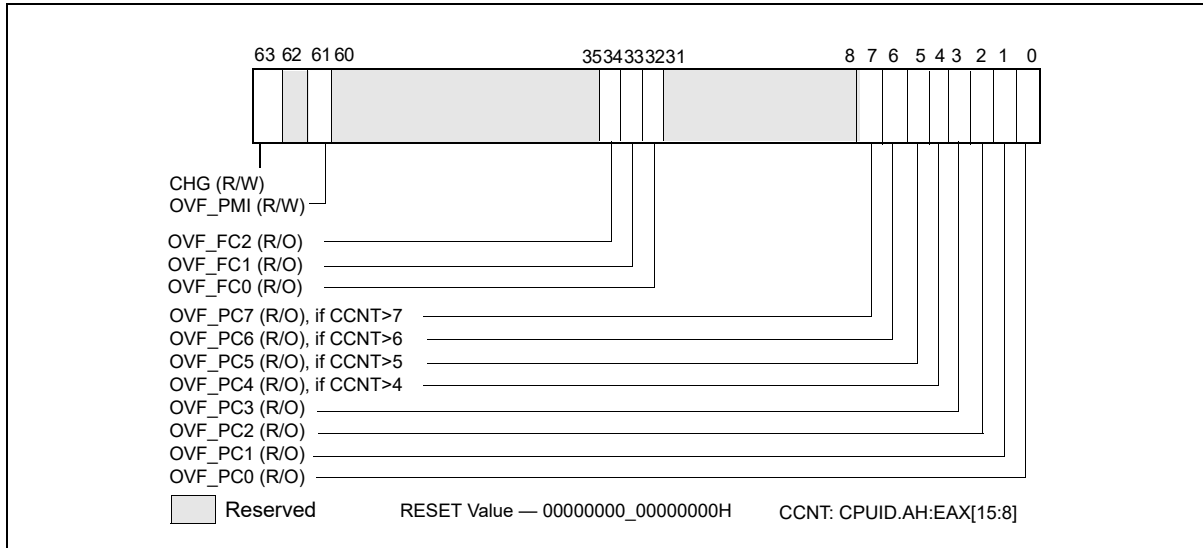 63 62 61 60 35 34 33 32 31 8 7 6 5 4 3 2 1 0
CHG (R/W)
OVF_PMI (R/W)
OVF_FC2 (R/O)
OVF_FC1 (R/O)
OVF_FC0 (R/O)
OVF_PC7 (R/O), if CCNT>7
OVF_PC6 (R/O), if CCNT>6
OVF_PC5 (R/O), if CCNT>5
OVF_PC4 (R/O), if CCNT>4
OVF_PC3 (R/O)
OVF_PC2 (R/O)
OVF_PC1 (R/O)
OVF_PC0 (R/O)
Reserved RESET Value — 00000000_00000000H CCNT: CPUID.AH:EAX[15:8]